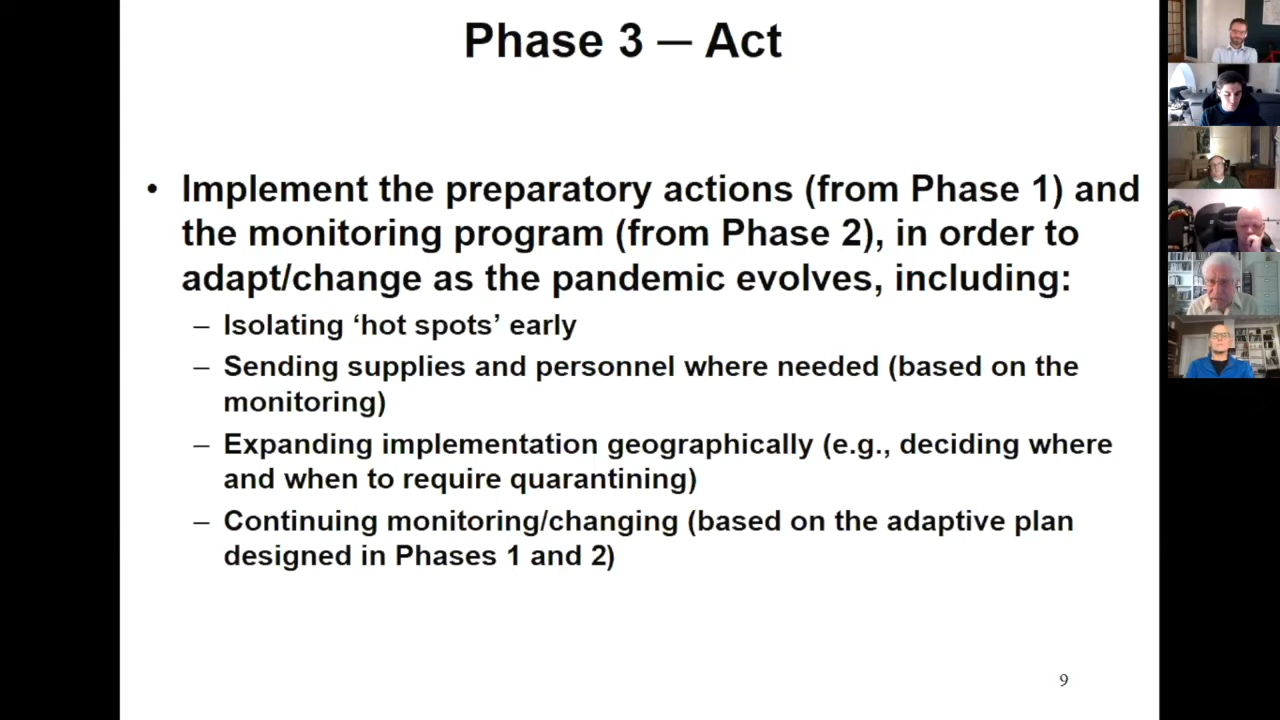 Phase 3 — Act
• Implement the preparatory actions (from Phase 1) and
the monitoring program (from Phase 2), in order to
adapt/change as the pandemic evolves, including:
– Isolating ‘hot spots’ early
– Sending supplies and personnel where needed (based on the
monitoring)
– Expanding implementation geographically (e.g., deciding where
and when to require quarantining)
– Continuing monitoring/changing (based on the adaptive plan
designed in Phases 1 and 2)
9